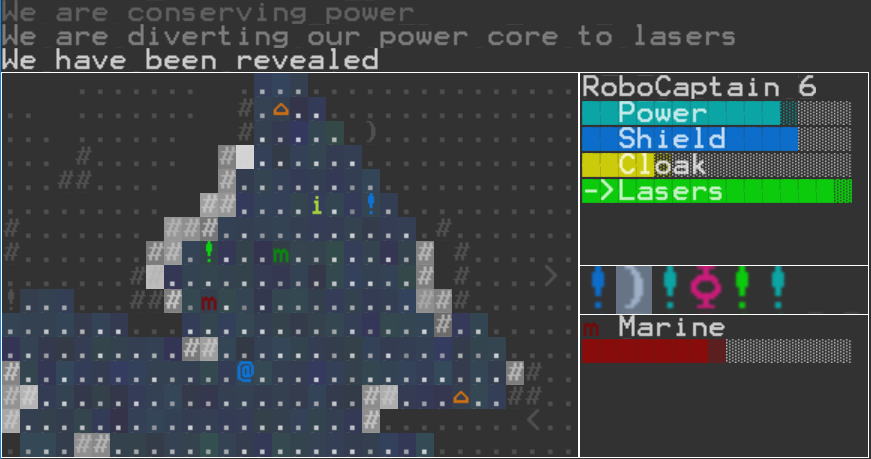 We are conserving power
We are diverting our power core to lasers
We have been revealed
RoboCaptain 6
Power
Shield
Cloak
->Lasers
m Marine